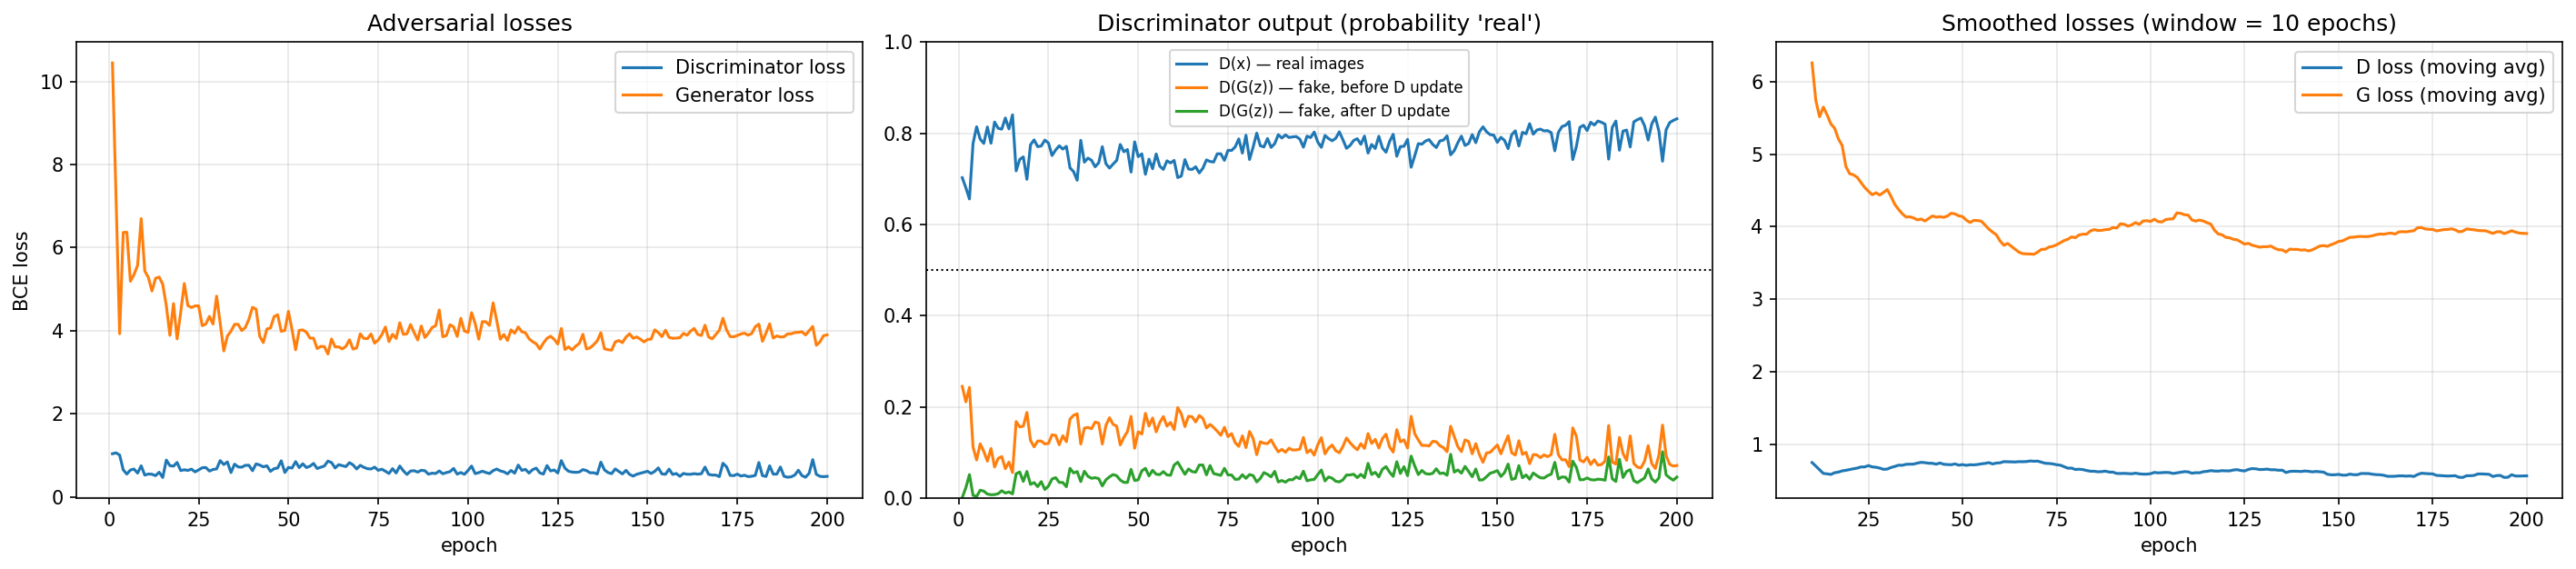 Adversarial losses
BCE loss
10
8
6
4
2
0
Discriminator loss
Generator loss
0 25 50 75 100 125 150 175 200
epoch
Discriminator output (probability 'real')
1.0
0.8
0.6
0.4
0.2
0.0
D(x) — real images
D(G(z)) — fake, before D update
D(G(z)) — fake, after D update
0 25 50 75 100 125 150 175 200
epoch
Smoothed losses (window = 10 epochs)
6
5
4
3
2
1
D loss (moving avg)
G loss (moving avg)
25 50 75 100 125 150 175 200
epoch